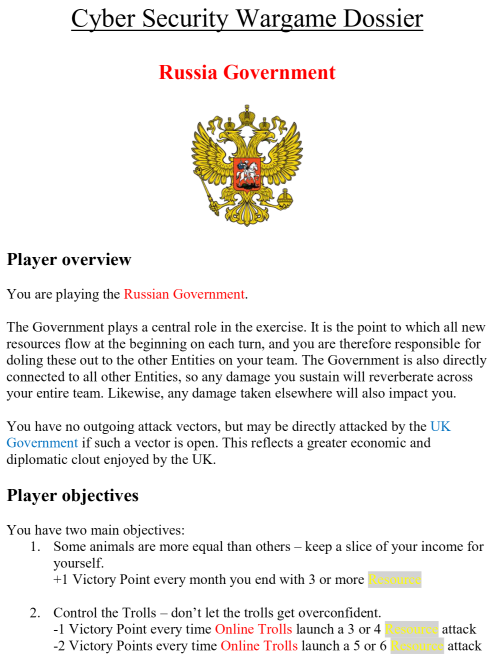 Cyber Security Wargame Dossier
Russia Government
Player overview
You are playing the Russian Government.
The Government plays a central role in the exercise. It is the point to which all new
resources flow at the beginning on each turn, and you are therefore responsible for
doling these out to the other Entities on your team. The Government is also directly
connected to all other Entities, so any damage you sustain will reverberate across
your entire team. Likewise, any damage taken elsewhere will also impact you.
You have no outgoing attack vectors, but may be directly attacked by the UK
Government if such a vector is open. This reflects a greater economic and
diplomatic clout enjoyed by the UK.
Player objectives
You have two main objectives:
1. Some animals are more equal than others – keep a slice of your income for
yourself.
+1 Victory Point every month you end with 3 or more Resource
2. Control the Trolls – don’t let the trolls get overconfident.
-1 Victory Point every time Online Trolls launch a 3 or 4 Resource attack
-2 Victory Points every time Online Trolls launch a 5 or 6 Resource attack